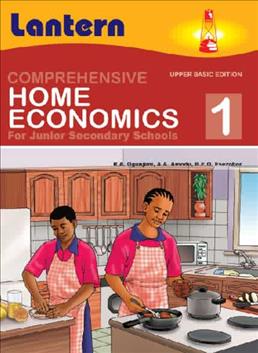 Lantern
COMPREHENSIVE
UPPER BASIC EDITION
HOME
ECONOMICS
1
For Junior Secondary Schools